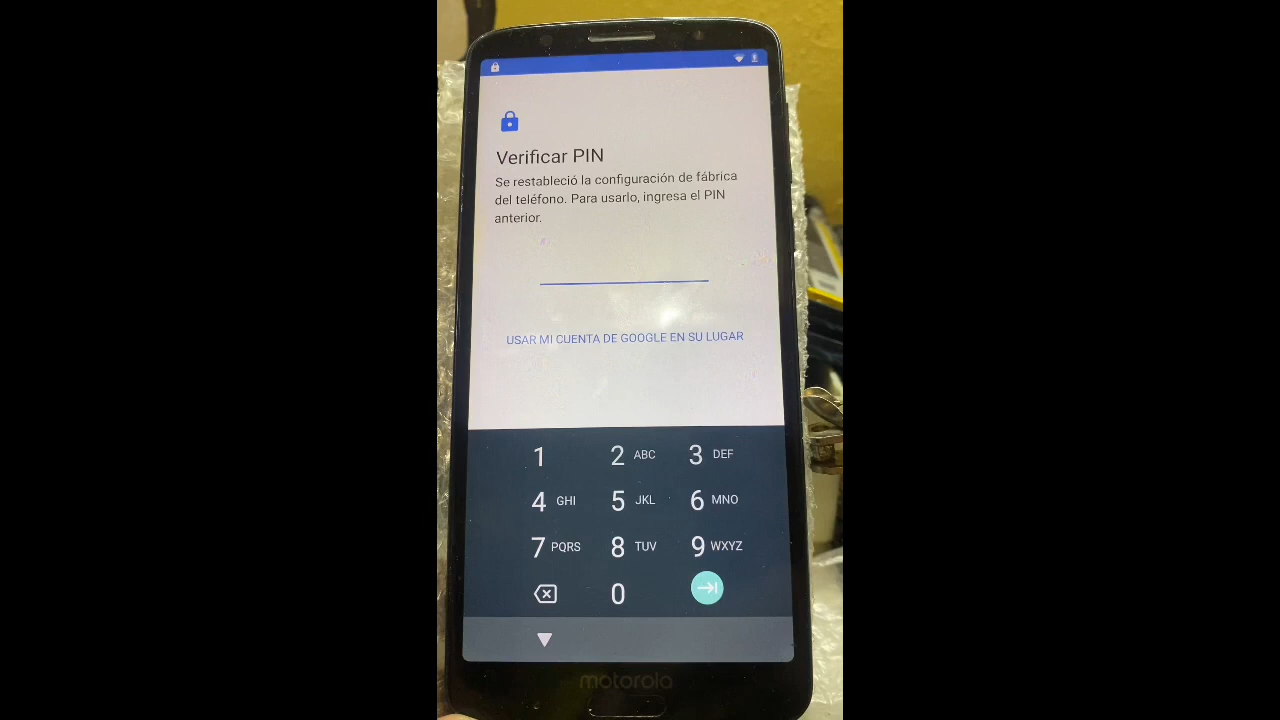 Verificar PIN
Se restableció la configuración de fábrica
del teléfono. Para usarlo, ingresa el PIN
anterior.
USAR MI CUENTA DE GOOGLE EN SU LUGAR
1 2 ABC 3 DEF
4 GHI 5 JKL 6 MNO
7 PQRS 8 TUV 9 WXYZ
0
motorola